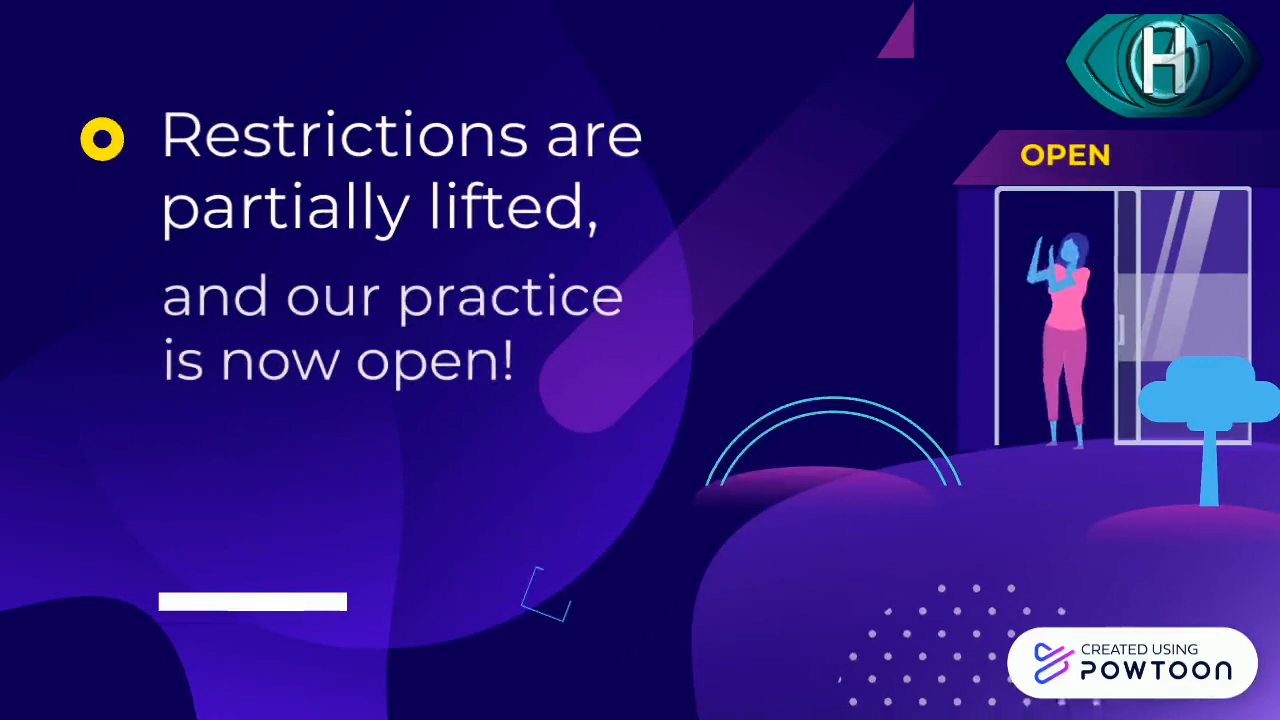 H
Restrictions are
partially lifted,
and our practice
is now open!
OPEN
CREATED USING
POWTOON